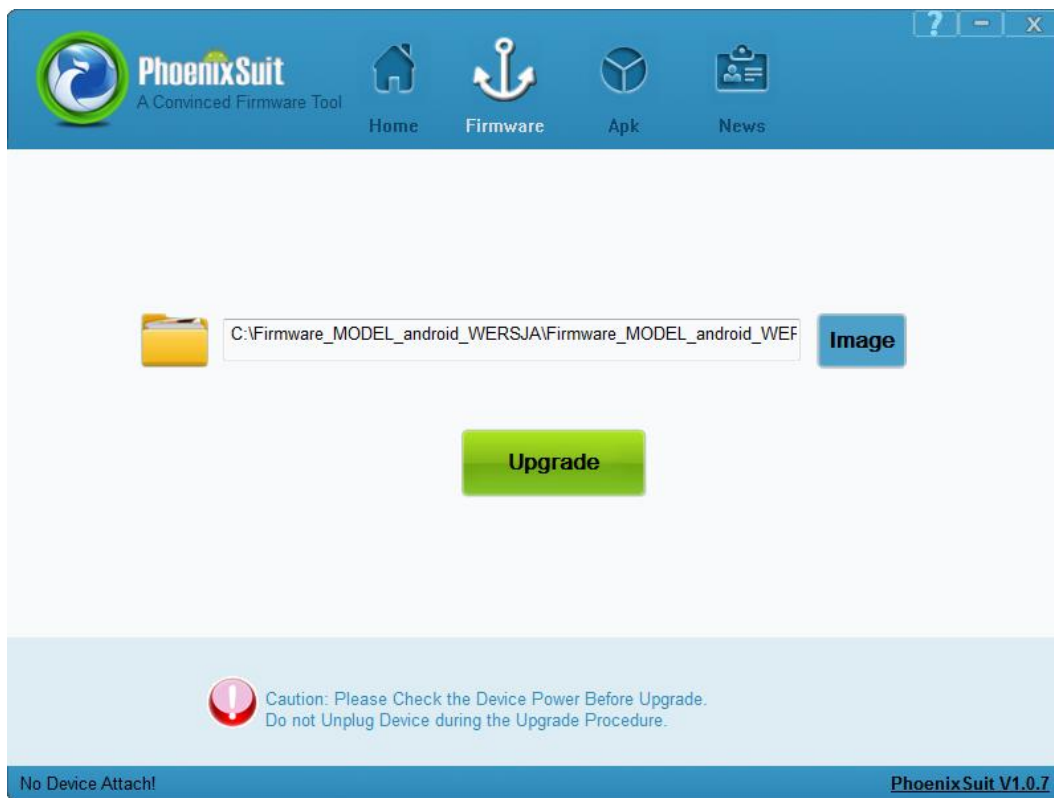 ? - X
PhoenixSuit
A Convinced Firmware Tool
Home Firmware Apk News
C:\Firmware_MODEL_android_WERSJA\Firmware_MODEL_android_WEF
Image
Upgrade
Caution: Please Check the Device Power Before Upgrade.
Do not Unplug Device during the Upgrade Procedure.
No Device Attach!
PhoenixSuit V1.0.7